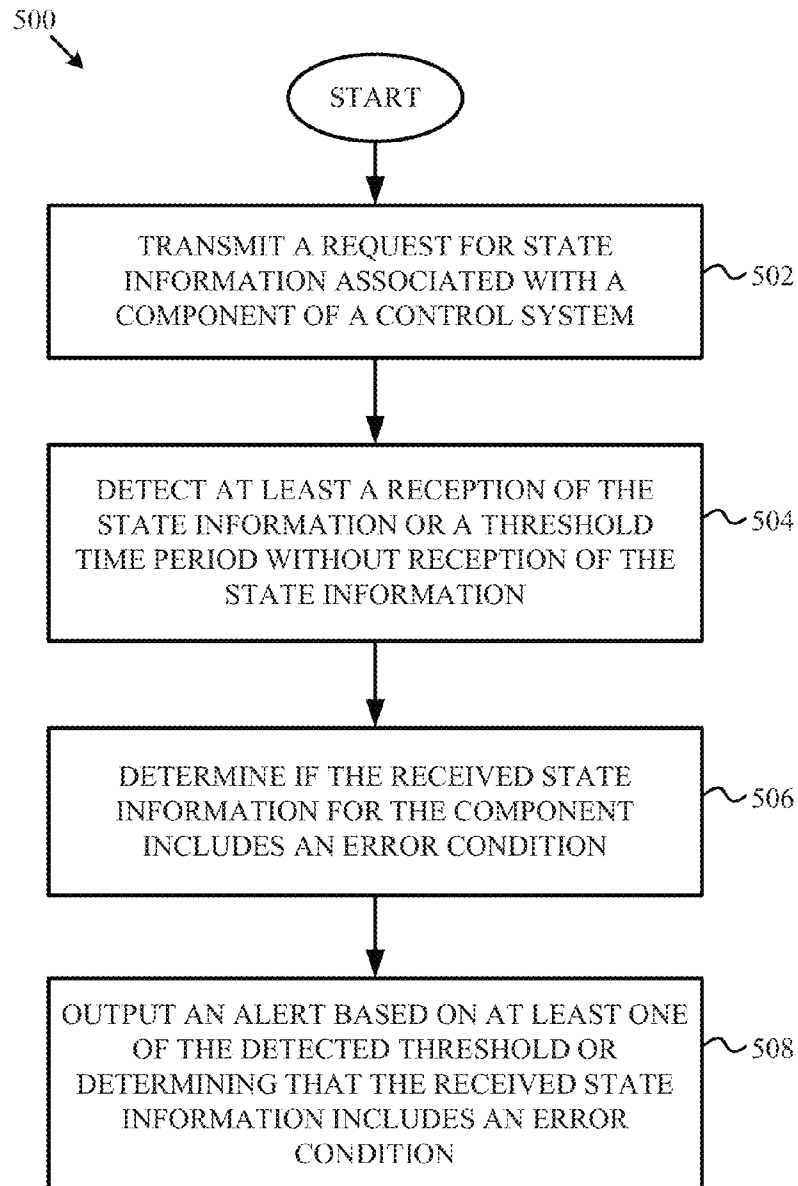 500
START
TRANSMIT A REQUEST FOR STATE
INFORMATION ASSOCIATED WITH A
COMPONENT OF A CONTROL SYSTEM
502
DETECT AT LEAST A RECEPTION OF THE
STATE INFORMATION OR A THRESHOLD
TIME PERIOD WITHOUT RECEPTION OF THE
STATE INFORMATION
504
DETERMINE IF THE RECEIVED STATE
INFORMATION FOR THE COMPONENT
INCLUDES AN ERROR CONDITION
506
OUTPUT AN ALERT BASED ON AT LEAST ONE
OF THE DETECTED THRESHOLD OR
DETERMINING THAT THE RECEIVED STATE
INFORMATION INCLUDES AN ERROR
CONDITION
508